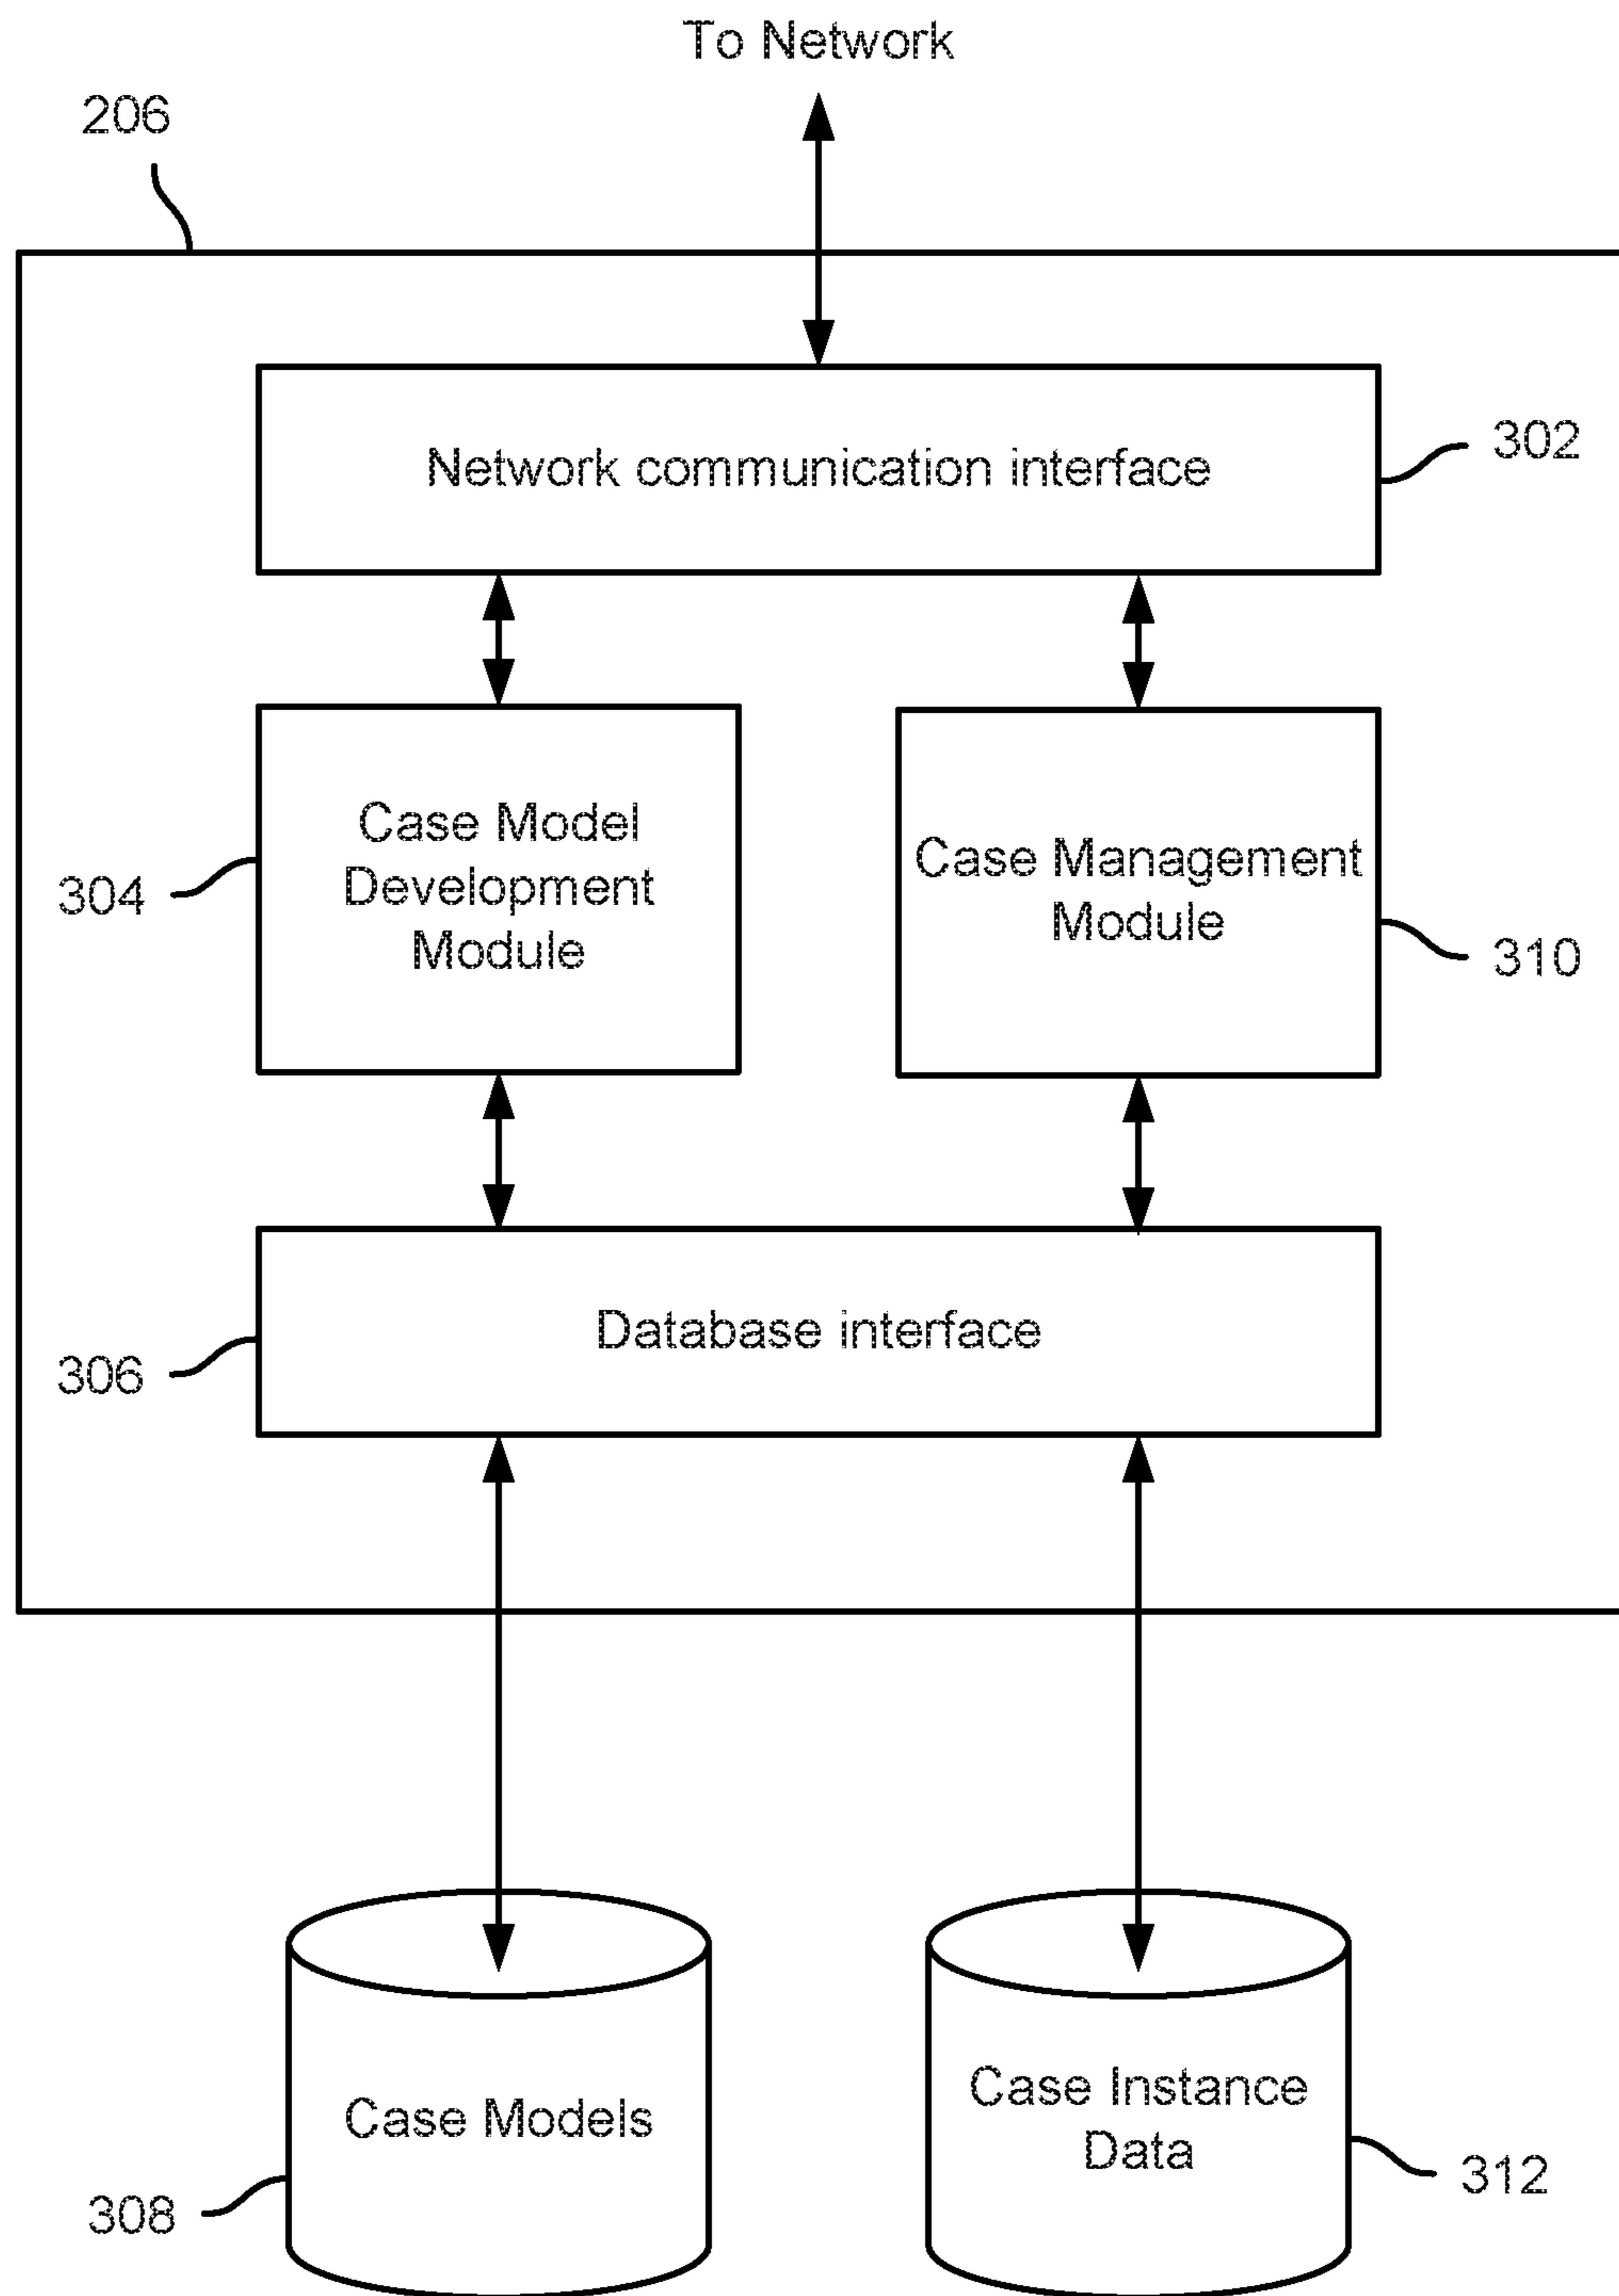 To Network
206
Network communication interface
302
Case Model
Development
Module
304
Case Management
Module
310
Database interface
306
Case Models
308
Case Instance
Data
312